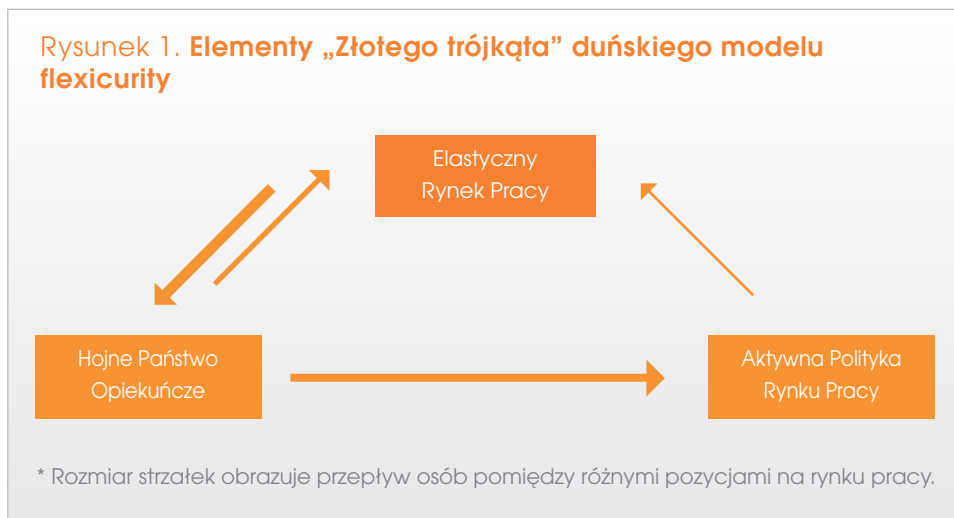 Rysunek 1. Elementy „Złotego trójkąta” duńskiego modelu
flexicurity
Elastyczny
Rynek Pracy
Hojne Państwo
Opiekuńcze
Aktywna Polityka
Rynku Pracy
* Rozmiar strzałek obrazuje przepływ osób pomiędzy różnymi pozycjami na rynku pracy.